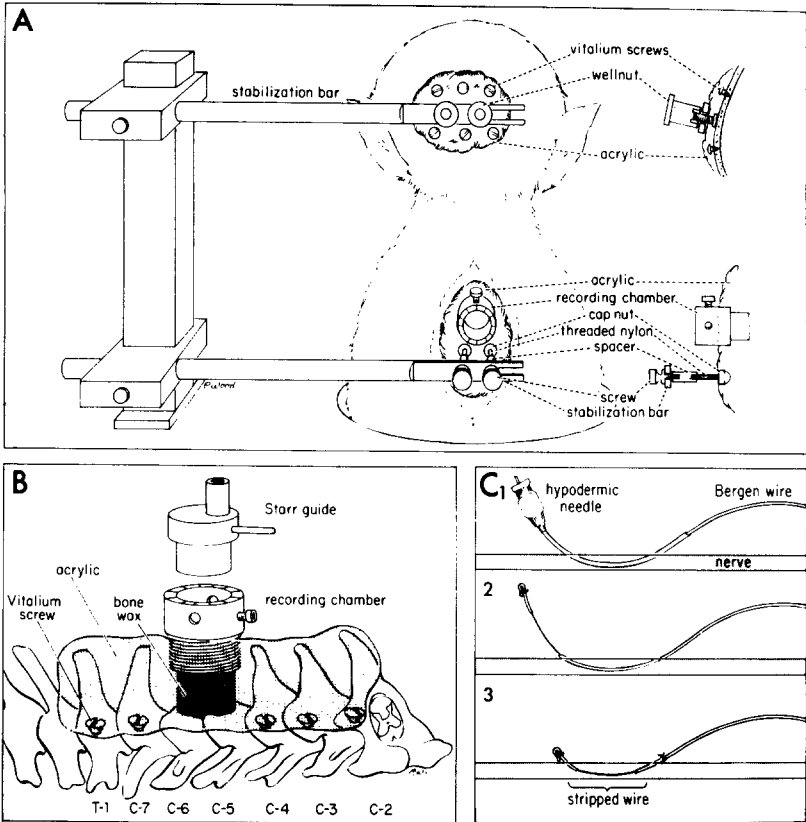 A
stabilization bar
vitalium screws
wellnut
acrylic
acrylic
recording chamber
cap nut
threaded nylon
spacer
screw
stabilization bar
B
Starr guide
acrylic
Vitalium
screw
bone
wax
recording chamber
T-1 C-7 C-6 C-5 C-4 C-3 C-2
C1
hypodermic
needle
Bergen wire
nerve
2
3
stripped wire